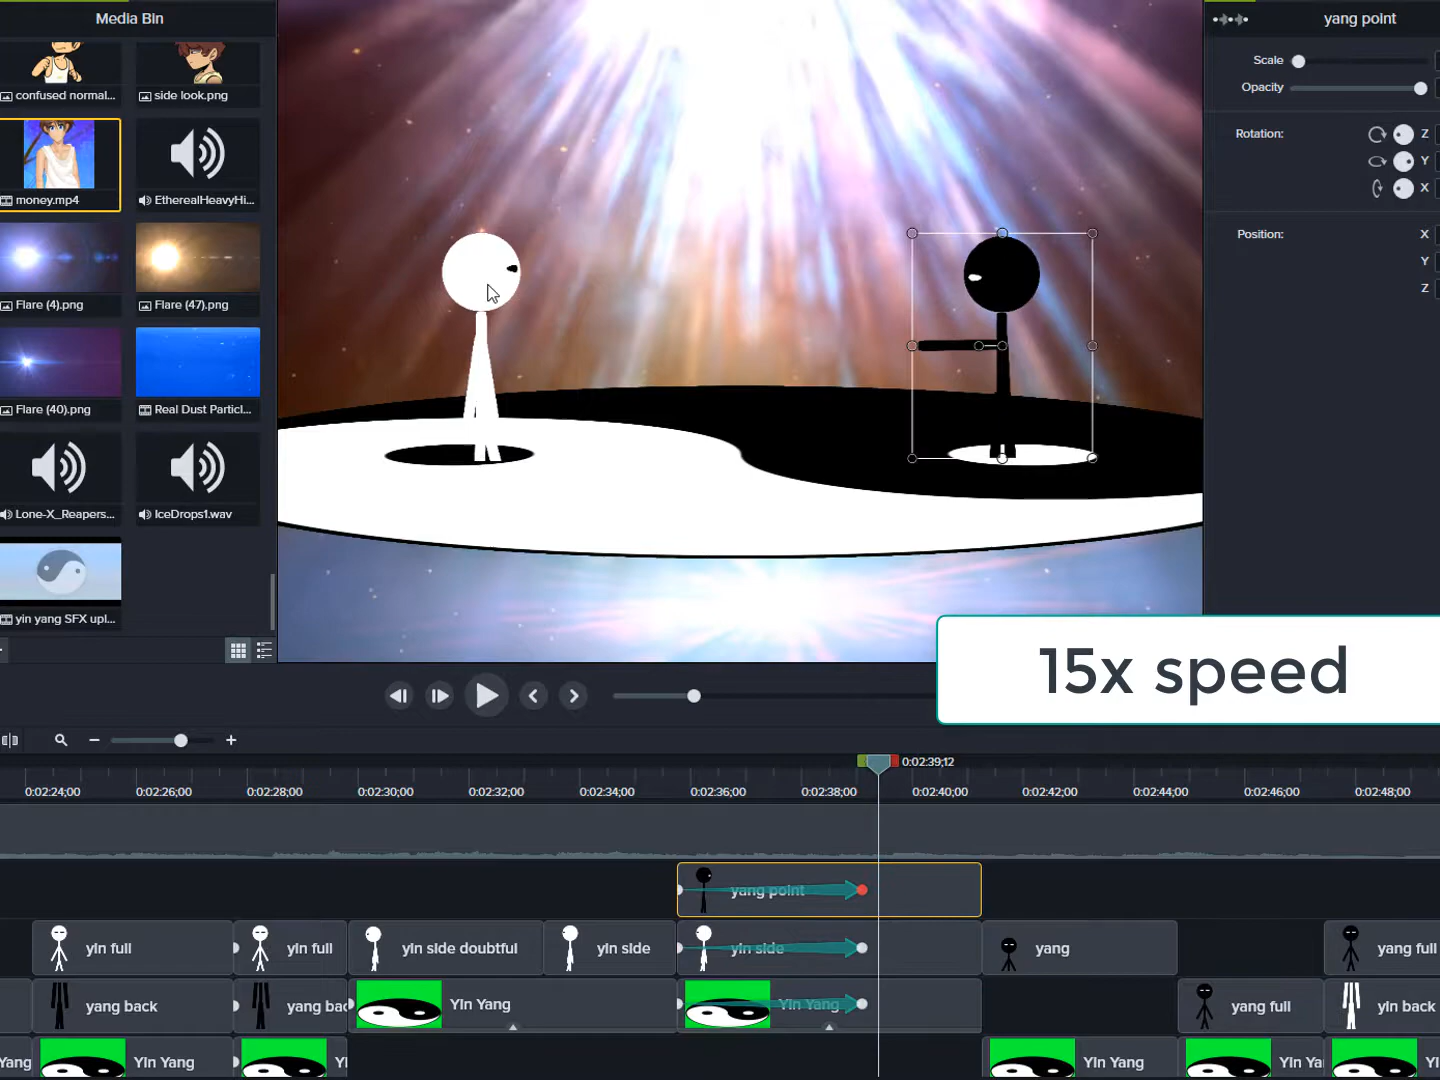 Media Bin
yang point
confused normal...
side look.png
money.mp4
EtherealHeavyHi...
Flare (4).png
Flare (47).png
Flare (40).png
Real Dust Particl...
Lone-X_Reapers...
IceDrops1.wav
yin yang SFX upl...
Scale
Opacity
Rotation:
Z
Y
X
Position:
X
Y
Z
15x speed
0:02:39;12
0:02:24;00
0:02:26;00
0:02:28;00
0:02:30;00
0:02:32;00
0:02:34;00
0:02:36;00
0:02:38;00
0:02:40;00
0:02:42;00
0:02:44;00
0:02:46;00
0:02:48;00
yang point
yin full
yin full
yin side doubtful
yin side
yin side
yang
yang full
yang back
yang bac
Yin Yang
Yin Yang
yang full
yin back
Yang
Yin Yang
Yi
Yin Yang
Yin Ya
Yin Yang